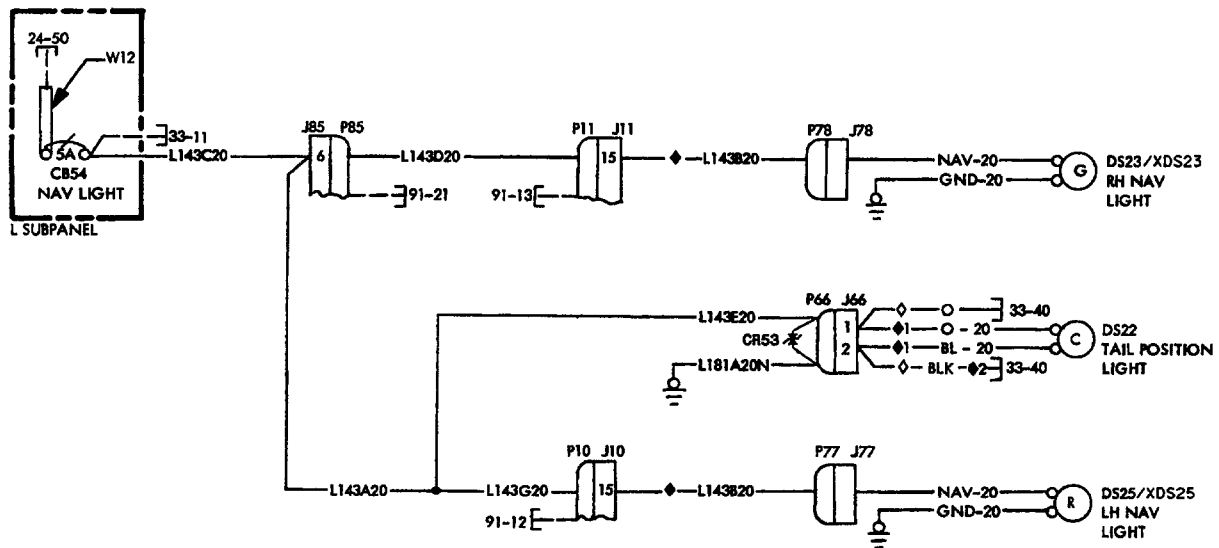 24-50
W12
33-11
5A
CB54
NAV LIGHT
L SUBPANEL
L143C20
J85 P85
6
L143D20
91-21
P11 J11
15
91-13
L143B20
P78 J78
NAV-20
GND-20
G
DS23/XDS23
RH NAV
LIGHT
L143E20
P66 J66
CR53
1
2
O
33-40
1 O - 20
1 BL - 20
BLK 2 33-40
C
DS22
TAIL POSITION
LIGHT
L181A20N
L143A20
L143G20
P10 J10
15
91-12
L143B20
P77 J77
NAV-20
GND-20
R
DS25/XDS25
LH NAV
LIGHT